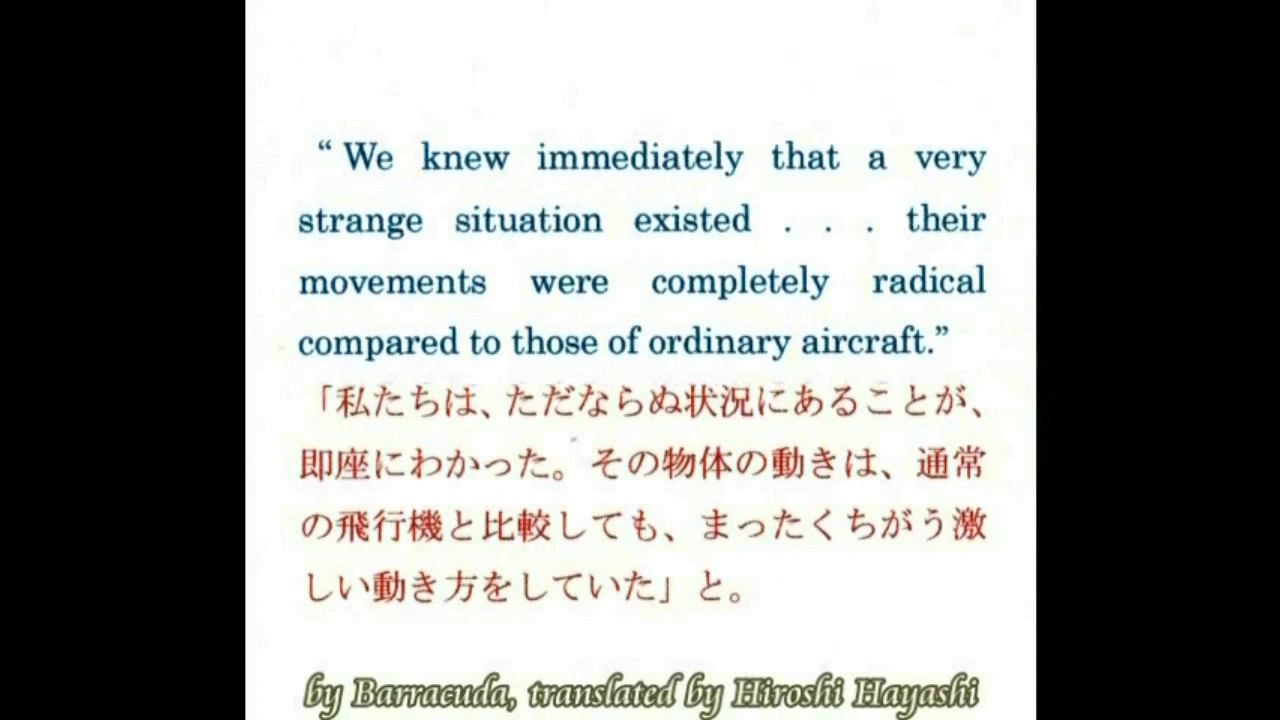 “ We knew immediately that a very
strange situation existed . . . their
movements were completely radical
compared to those of ordinary aircraft.”
「私たちは、ただならぬ状況にあることが、
即座にわかった。その物体の動きは、通常
の飛行機と比較しても、まったくちがう激
しい動き方をしていた」と。
by Barracuda, translated by Hiroshi Hayashi